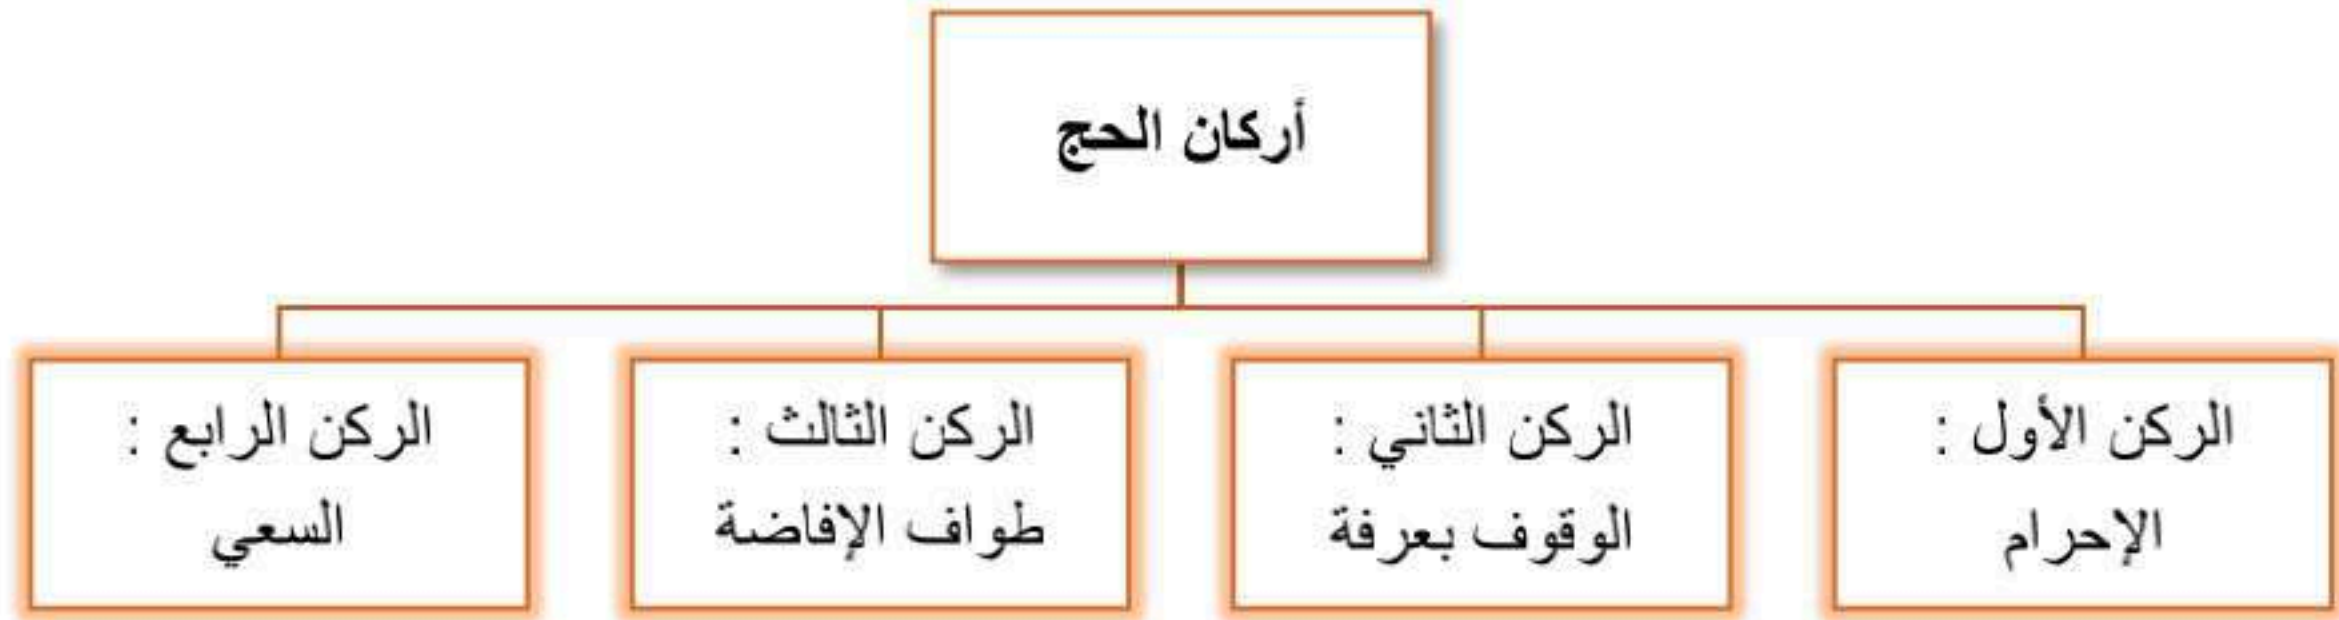 أركان الحج
الركن الأول :
الإحرام
الركن الثاني :
الوقوف بعرفة
الركن الثالث :
طواف الإفاضة
الركن الرابع :
السعي